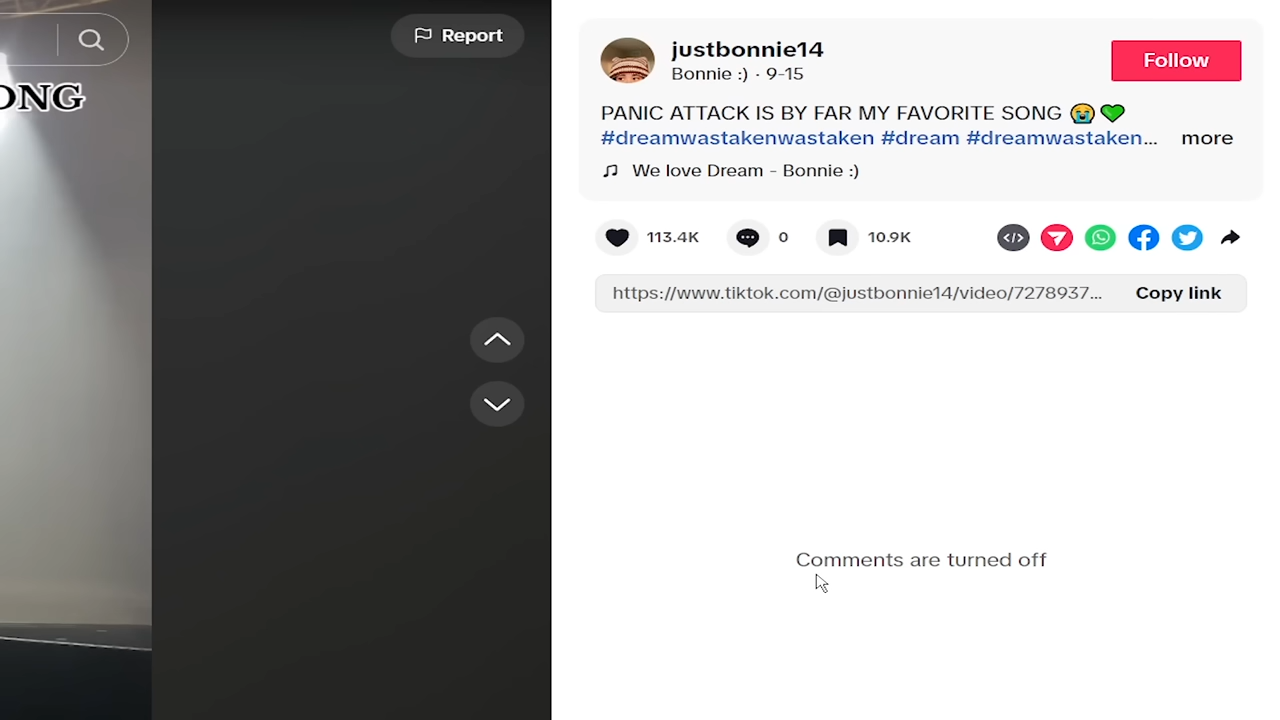 ONG
Report
justbonnie14
Bonnie :) · 9-15
Follow
PANIC ATTACK IS BY FAR MY FAVORITE SONG 😭💚
#dreamwastakenwastaken #dream #dreamwastaken... more
We love Dream - Bonnie :)
113.4K
0
10.9K
https://www.tiktok.com/@justbonnie14/video/7278937...
Copy link
Comments are turned off